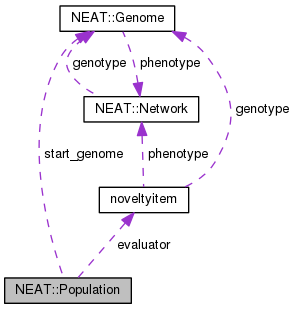 NEAT::Genome
genotype
phenotype
NEAT::Network
genotype
start_genome
phenotype
noveltyitem
evaluator
NEAT::Population